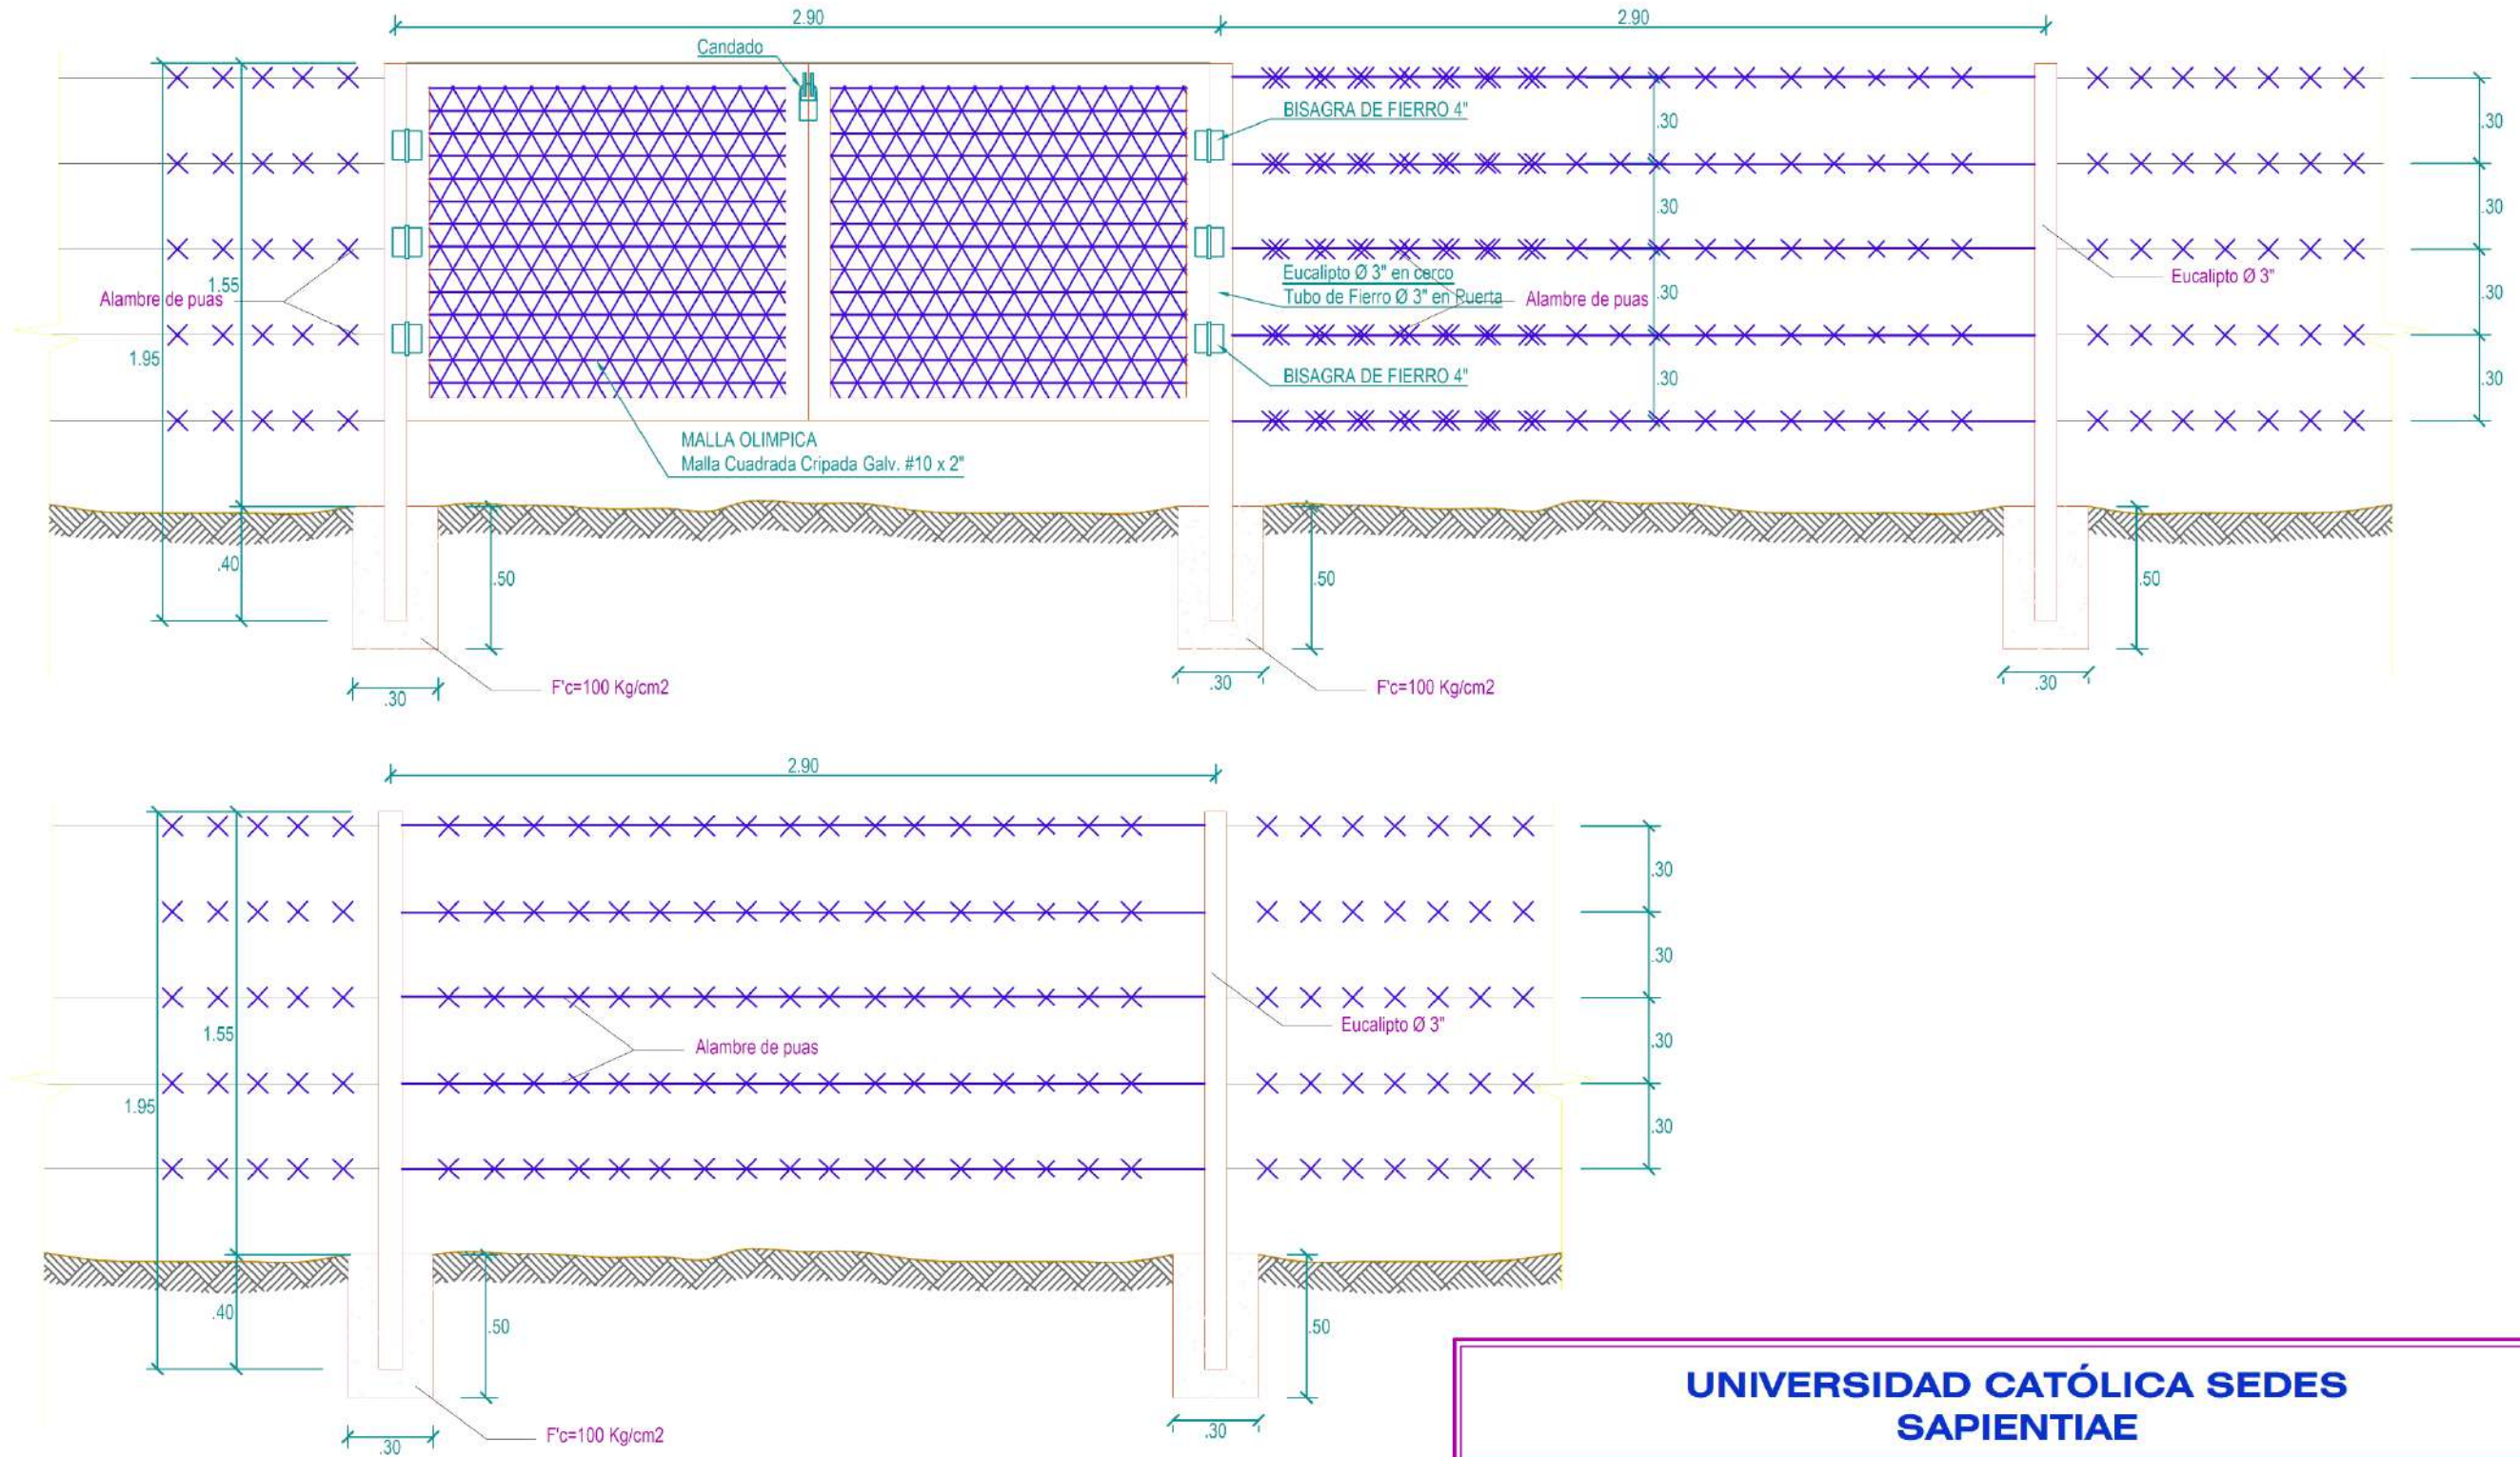 2.90
2.90
Candado
BISAGRA DE FIERRO 4"
.30
.30
.30
.30
Eucalipto Ø 3" en cerco
Tubo de Fierro Ø 3" en Puerta
Alambre de puas
Eucalipto Ø 3"
1.55
Alambre de puas
.30
.30
1.95
BISAGRA DE FIERRO 4"
.30
.30
MALLA OLIMPICA
Malla Cuadrada Cripada Galv. #10 x 2"
.40
.50
.50
.50
F'c=100 Kg/cm2
F'c=100 Kg/cm2
.30
.30
.30
2.90
.30
.30
1.55
Alambre de puas
Eucalipto Ø 3"
.30
1.95
.30
.40
.50
.50
F'c=100 Kg/cm2
.30
.30
UNIVERSIDAD CATÓLICA SEDES
SAPIENTIAE